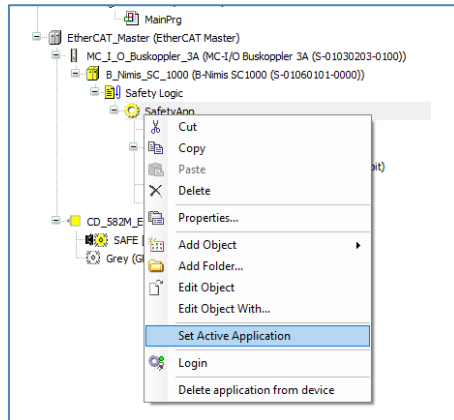 MainPrg
EtherCAT_Master (EtherCAT Master)
MC_I_O_Buskoppler_3A (MC-I/O Buskoppler 3A (S-01030203-0100))
B_Nimis_SC_1000 (B-Nimis SC1000 (S-01060101-0000))
Safety Logic
SafetyApp
Cut
Copy
Paste
bit)
Delete
Properties...
CD_582M_E
Add Object
SAFE
Add Folder...
Grey (G
Edit Object
Edit Object With...
Set Active Application
Login
Delete application from device